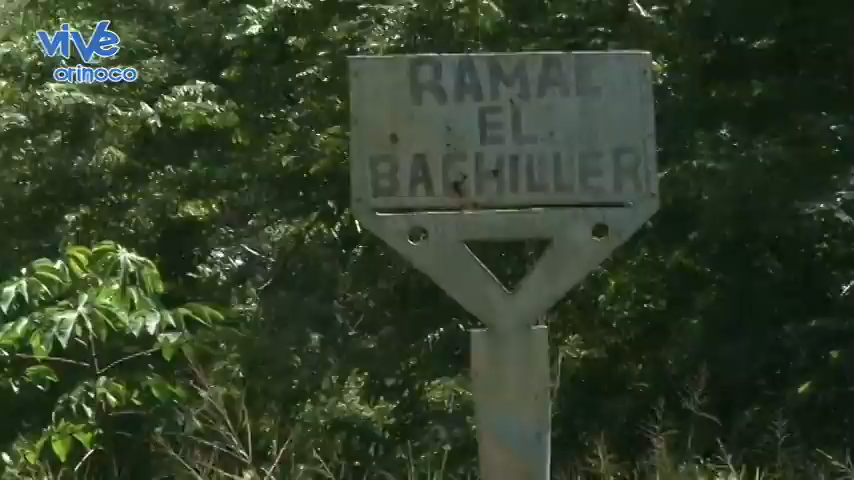 vive
orinoco
RAMAL
EL
BACHILLER